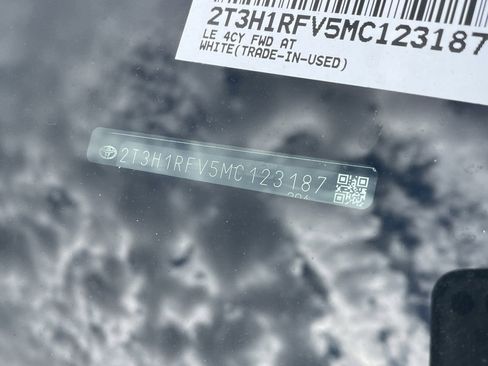 2T3H1RFV5MC123187
LE 4CY FWD AT
WHITE(TRADE-IN-USED)
2T3H1RFV5MC123187